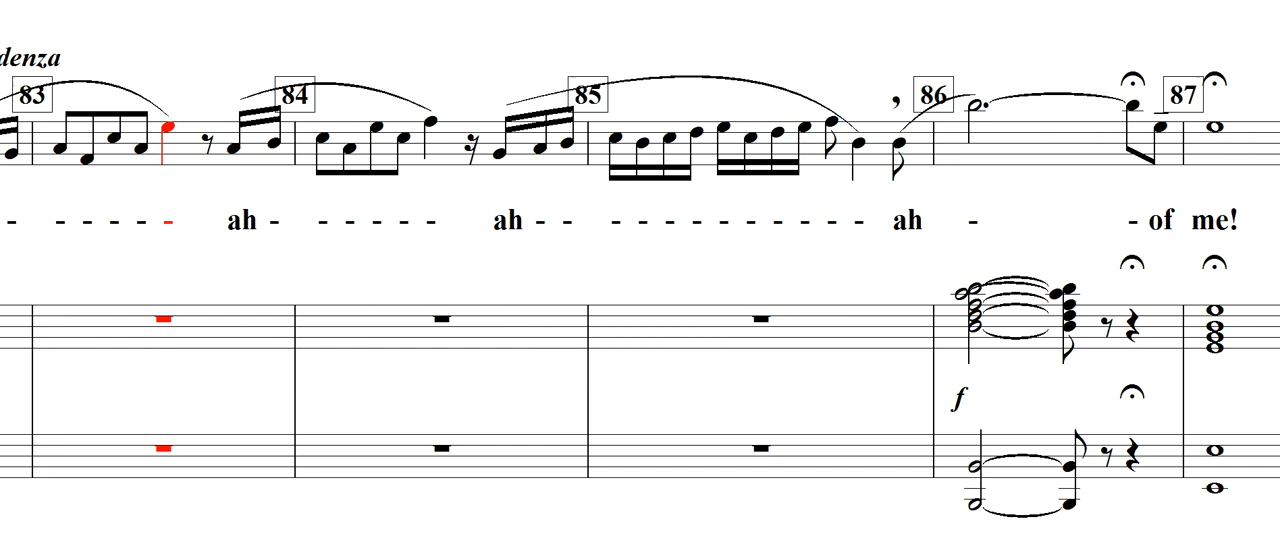 denza
83 84 85 86 87
- - - - - - ah - - - - - ah - - - - - - - - - - - ah - - of me!
f